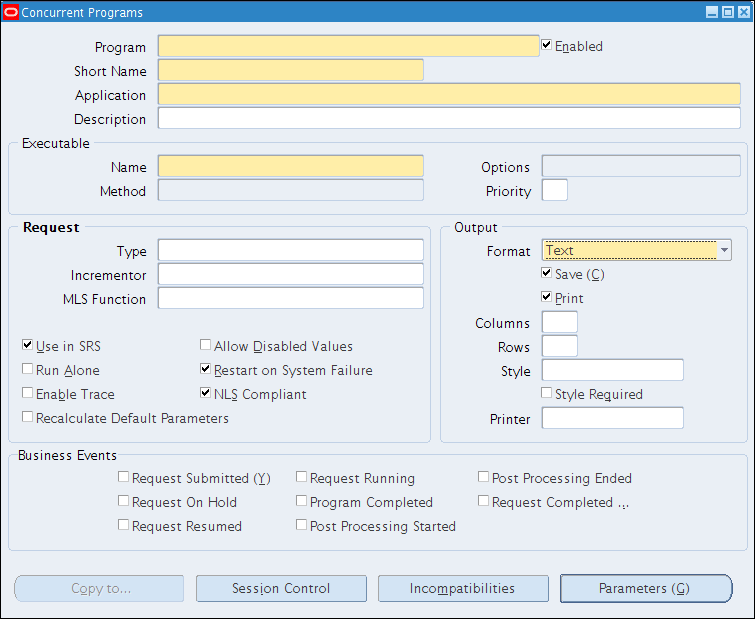 Concurrent Programs
Program
Enabled
Short Name
Application
Description
Executable
Name
Options
Method
Priority
Request
Output
Type
Format
Text
Incrementor
Save (C)
MLS Function
Print
Columns
Use in SRS
Allow Disabled Values
Rows
Run Alone
Restart on System Failure
Style
Enable Trace
NLS Compliant
Style Required
Recalculate Default Parameters
Printer
Business Events
Request Submitted (Y)
Request Running
Post Processing Ended
Request On Hold
Program Completed
Request Completed ...
Request Resumed
Post Processing Started
Copy to...
Session Control
Incompatibilities
Parameters (G)